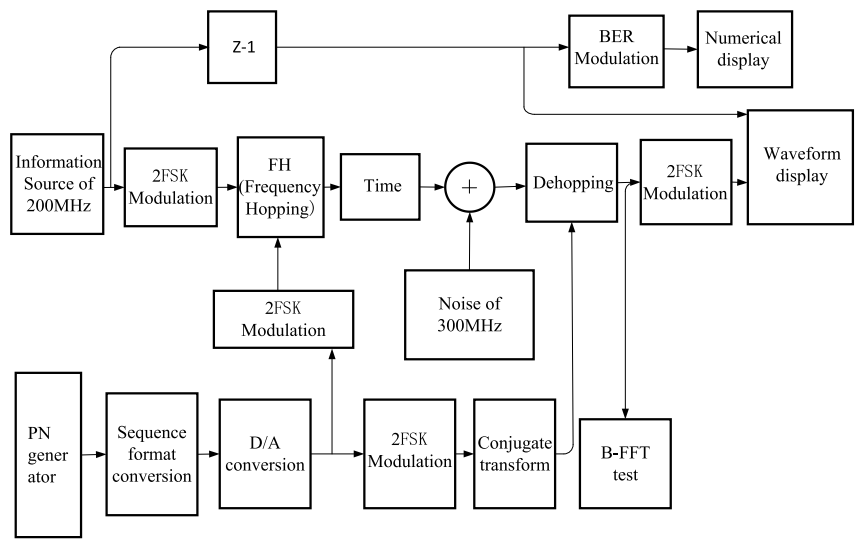 Z-1
BER
Modulation
Numerical
display
Information
Source of
200MHz
2FSK
Modulation
FH
(Frequency
Hopping)
Time
+
Dehopping
2FSK
Modulation
Waveform
display
2FSK
Modulation
Noise of
300MHz
PN
gener
ator
Sequence
format
conversion
D/A
conversion
2FSK
Modulation
Conjugate
transform
B-FFT
test